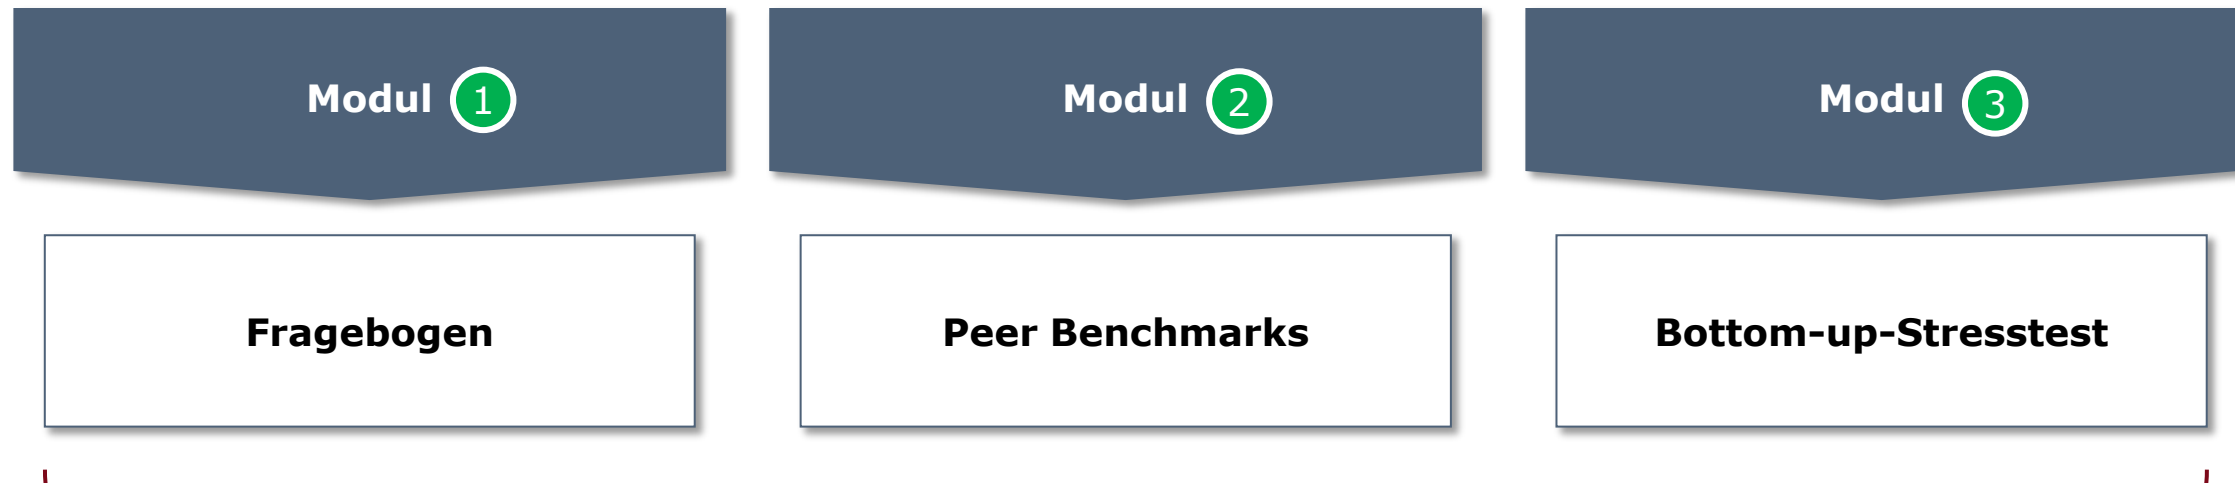 Modul 1
Modul 2
Modul 3
Fragebogen
Peer Benchmarks
Bottom-up-Stresstest